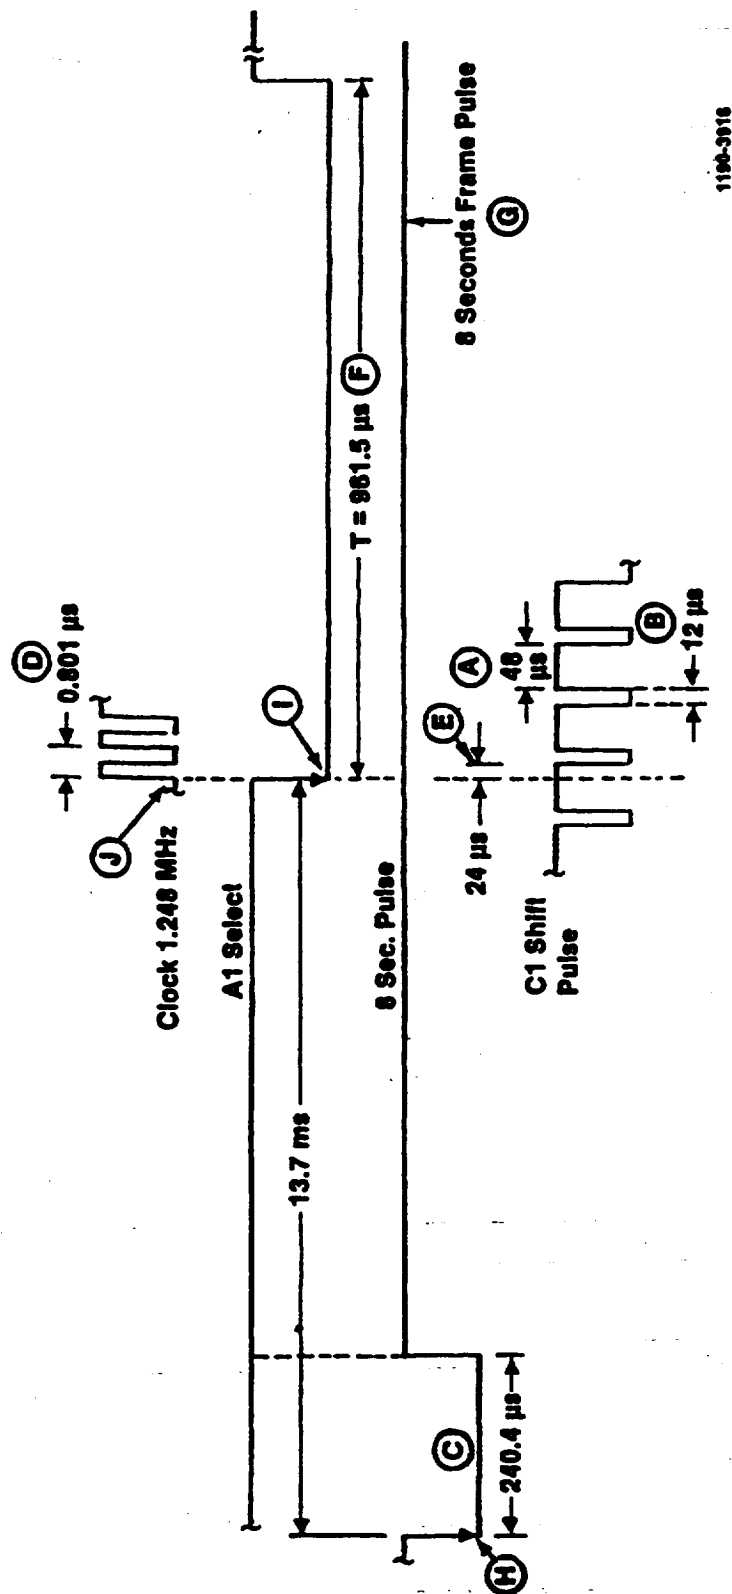 D
0.801 µs
J
Clock 1.248 MHz
A1 Select
I
13.7 ms
T = 961.5 µs F
8 Sec. Pulse
8 Seconds Frame Pulse
G
C
240.4 µs
H
24 µs
E
A
48
µs
C1 Shift
Pulse
B
12 µs
1190-3916